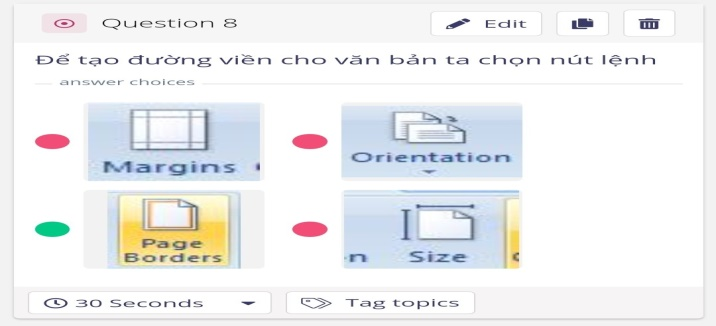 Question 8
Edit
Để tạo đường viền cho văn bản ta chọn nút lệnh
answer choices
Margins
Orientation
Page
Borders
n
Size
30 Seconds
Tag topics